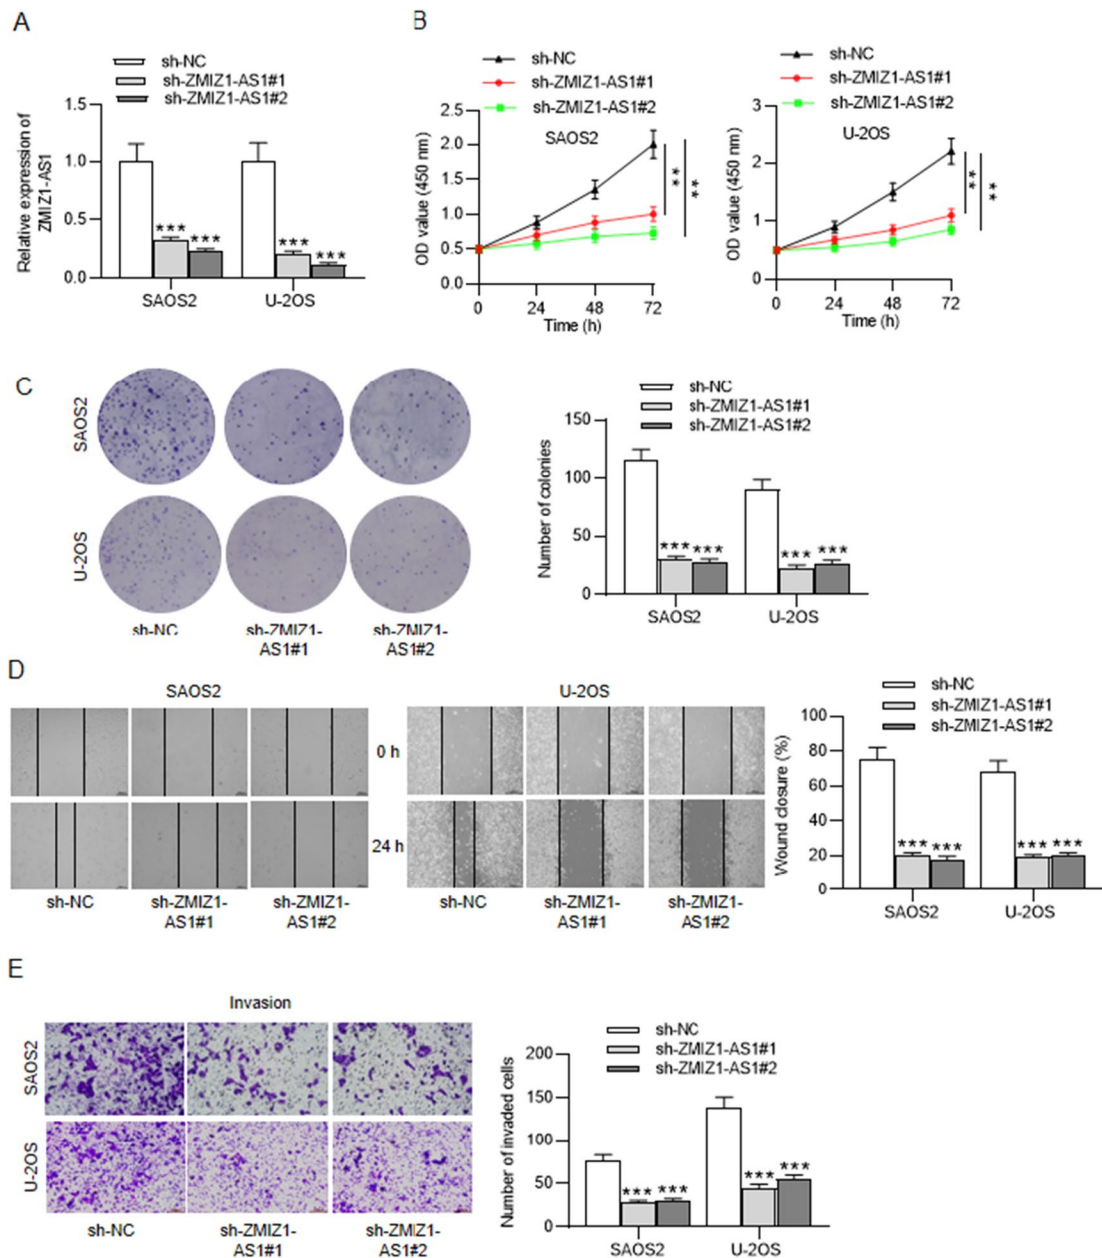 A
sh-NC
sh-ZMIZ1-AS1#1
sh-ZMIZ1-AS1#2
Relative expression of
ZMIZ1-AS1
1.5
1.0
0.5
0.0
*** ***
*** ***
SAOS2 U-2OS
B
sh-NC
sh-ZMIZ1-AS1#1
sh-ZMIZ1-AS1#2
SAOS2
OD value (450 nm)
2.5
2.0
1.5
1.0
0.5
0.0
**
**
0 24 48 72
Time (h)
sh-NC
sh-ZMIZ1-AS1#1
sh-ZMIZ1-AS1#2
U-2OS
OD value (450 nm)
3
2
1
0
**
**
0 24 48 72
Time (h)
C
SAOS2
U-2OS
sh-NC sh-ZMIZ1- sh-ZMIZ1-
AS1#1 AS1#2
sh-NC
sh-ZMIZ1-AS1#1
sh-ZMIZ1-AS1#2
Number of colonies
150
100
50
0
*** *** *** ***
SAOS2 U-2OS
D
SAOS2 U-2OS
0 h
24 h
sh-NC sh-ZMIZ1- sh-ZMIZ1- sh-NC sh-ZMIZ1- sh-ZMIZ1-
AS1#1 AS1#2 AS1#1 AS1#2
sh-NC
sh-ZMIZ1-AS1#1
sh-ZMIZ1-AS1#2
Wound closure (%)
100
80
60
40
20
0
*** *** *** ***
SAOS2 U-2OS
E
Invasion
SAOS2
U-2OS
sh-NC sh-ZMIZ1- sh-ZMIZ1-
AS1#1 AS1#2
sh-NC
sh-ZMIZ1-AS1#1
sh-ZMIZ1-AS1#2
Number of invaded cells
200
150
100
50
0
*** *** *** ***
SAOS2 U-2OS